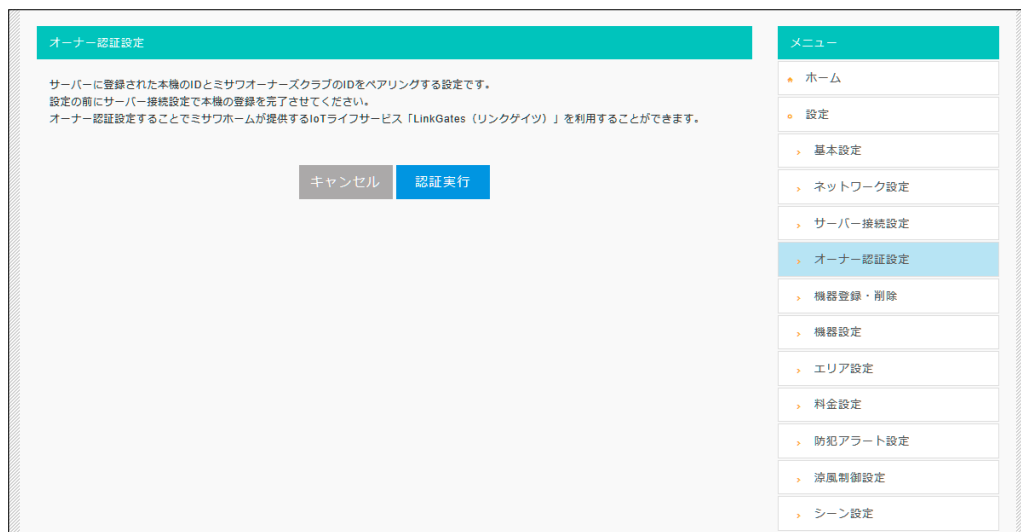 オーナー認証設定
サーバーに登録された本機のIDとミサワオーナーズクラブのIDをペアリングする設定です。
設定の前にサーバー接続設定で本機の登録を完了させてください。
オーナー認証設定することでミサワホームが提供するIoTライフサービス「LinkGates（リンクゲイツ）」を利用することができます。
キャンセル
認証実行
メニュー
ホーム
設定
基本設定
ネットワーク設定
サーバー接続設定
オーナー認証設定
機器登録・削除
機器設定
エリア設定
料金設定
防犯アラート設定
涼風制御設定
シーン設定